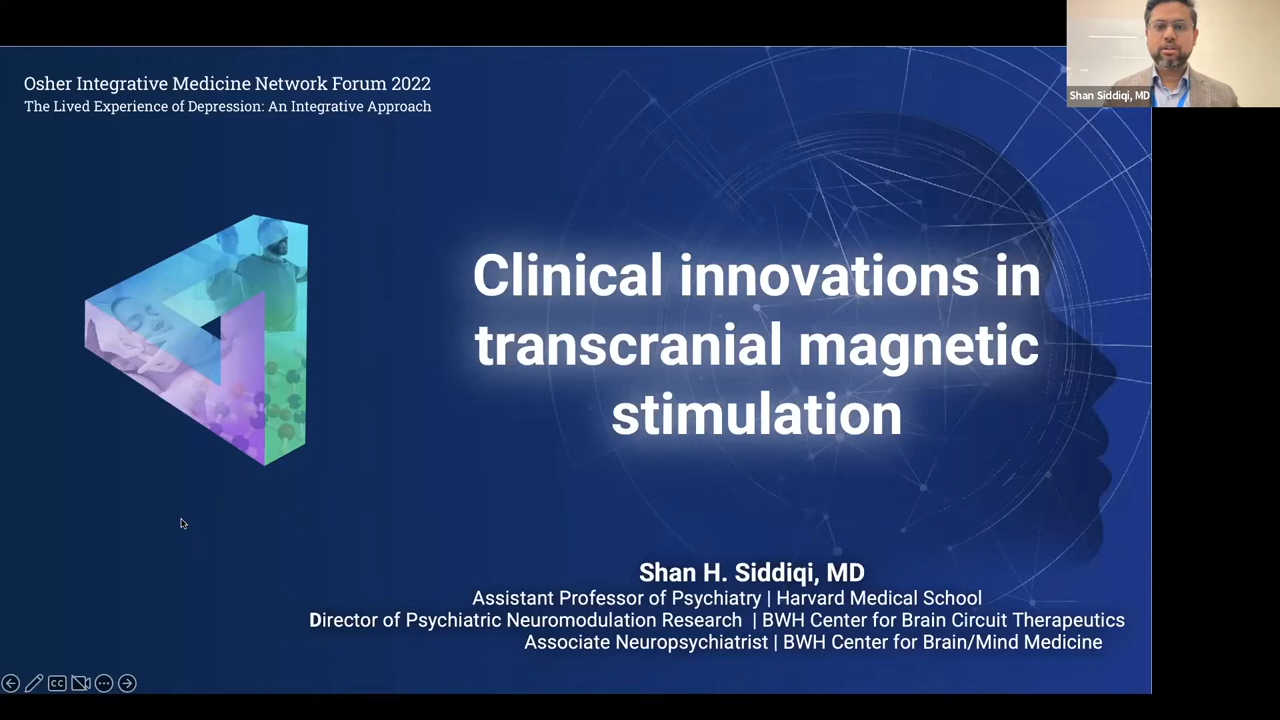 Osher Integrative Medicine Network Forum 2022
The Lived Experience of Depression: An Integrative Approach
Shan Siddiqi, MD
Clinical innovations in
transcranial magnetic
stimulation
Shan H. Siddiqi, MD
Assistant Professor of Psychiatry | Harvard Medical School
Director of Psychiatric Neuromodulation Research | BWH Center for Brain Circuit Therapeutics
Associate Neuropsychiatrist | BWH Center for Brain/Mind Medicine
CC